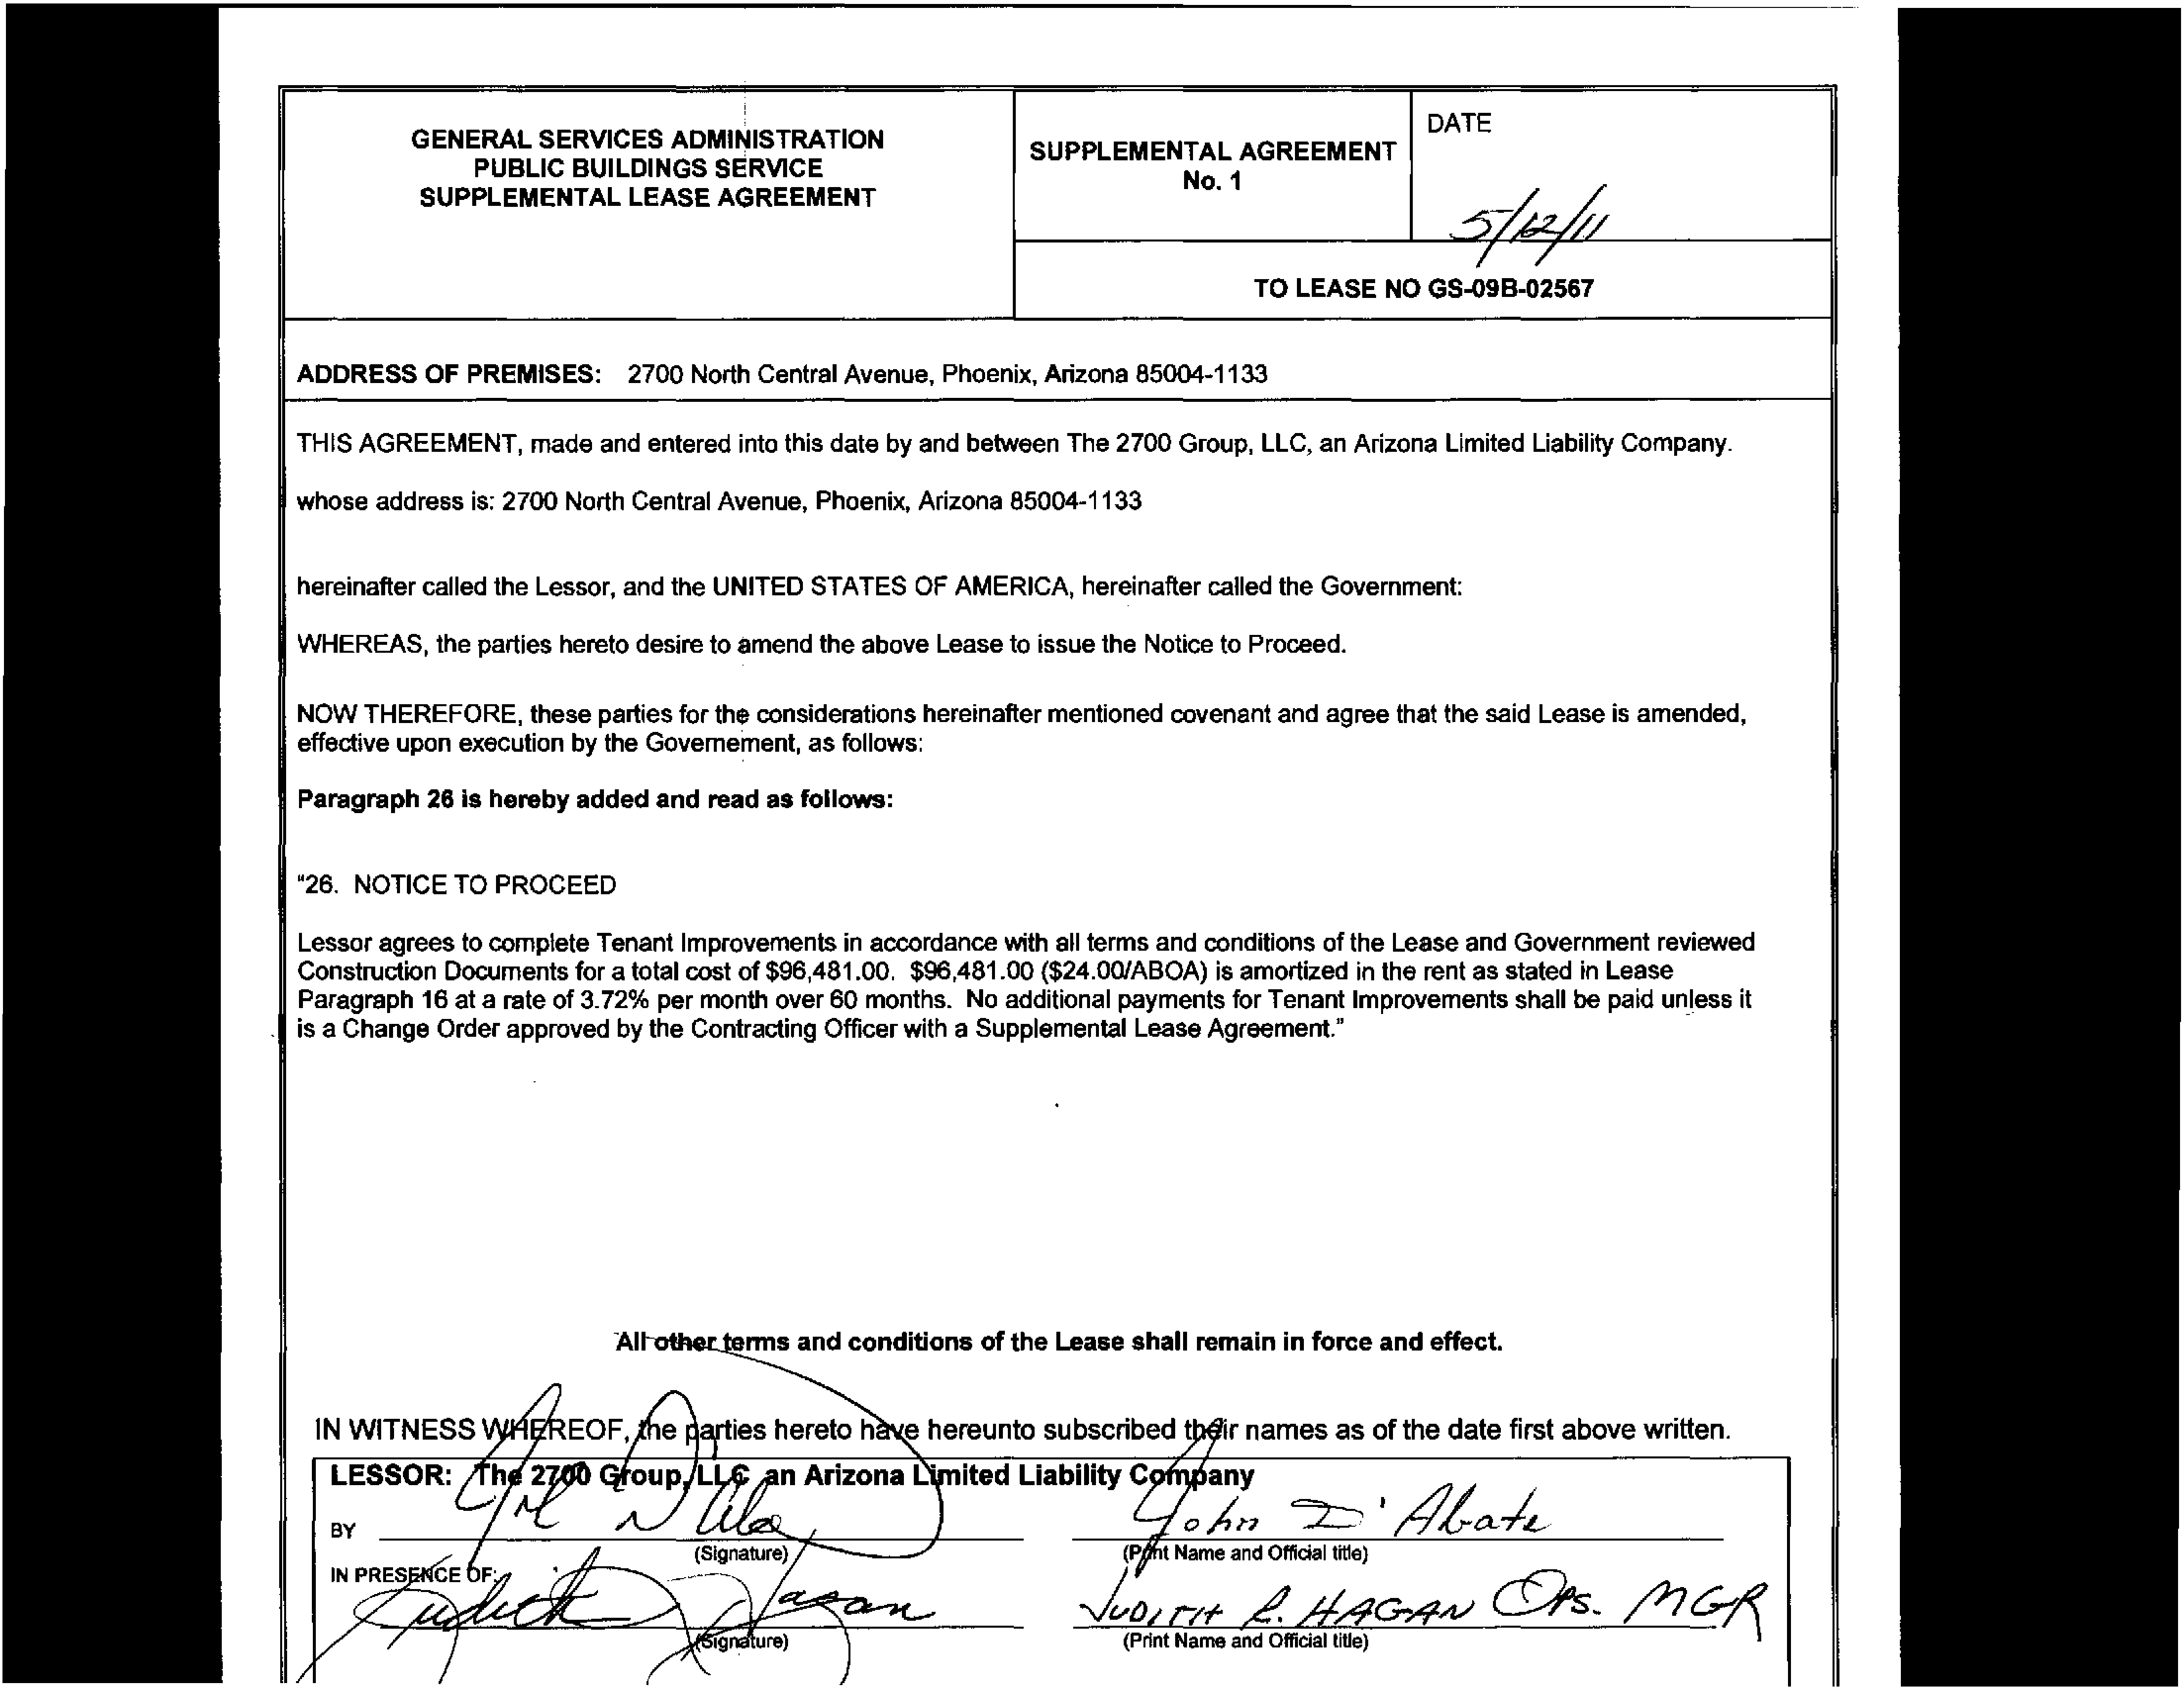 GENERAL SERVICES ADMINISTRATION
PUBLIC BUILDINGS SERVICE
SUPPLEMENTAL LEASE AGREEMENT
SUPPLEMENTAL AGREEMENT
No. 1
DATE
5/12/11
TO LEASE NO GS-09B-02567
ADDRESS OF PREMISES: 2700 North Central Avenue, Phoenix, Arizona 85004-1133
THIS AGREEMENT, made and entered into this date by and between The 2700 Group, LLC, an Arizona Limited Liability Company.
whose address is: 2700 North Central Avenue, Phoenix, Arizona 85004-1133
hereinafter called the Lessor, and the UNITED STATES OF AMERICA, hereinafter called the Government:
WHEREAS, the parties hereto desire to amend the above Lease to issue the Notice to Proceed.
NOW THEREFORE, these parties for the considerations hereinafter mentioned covenant and agree that the said Lease is amended,
effective upon execution by the Governement, as follows:
Paragraph 26 is hereby added and read as follows:
"26. NOTICE TO PROCEED
Lessor agrees to complete Tenant Improvements in accordance with all terms and conditions of the Lease and Government reviewed
Construction Documents for a total cost of $96,481.00. $96,481.00 ($24.00/ABOA) is amortized in the rent as stated in Lease
Paragraph 16 at a rate of 3.72% per month over 60 months. No additional payments for Tenant Improvements shall be paid unless it
is a Change Order approved by the Contracting Officer with a Supplemental Lease Agreement."
All other terms and conditions of the Lease shall remain in force and effect.
IN WITNESS WHEREOF, the parties hereto have hereunto subscribed their names as of the date first above written.
LESSOR: The 2700 Group, LLC an Arizona Limited Liability Company
BY John D'Abate
(Signature) (Print Name and Official title)
IN PRESENCE OF:
Judith Hagan JUDITH R. HAGAN OPS. MGR
(Signature) (Print Name and Official title)